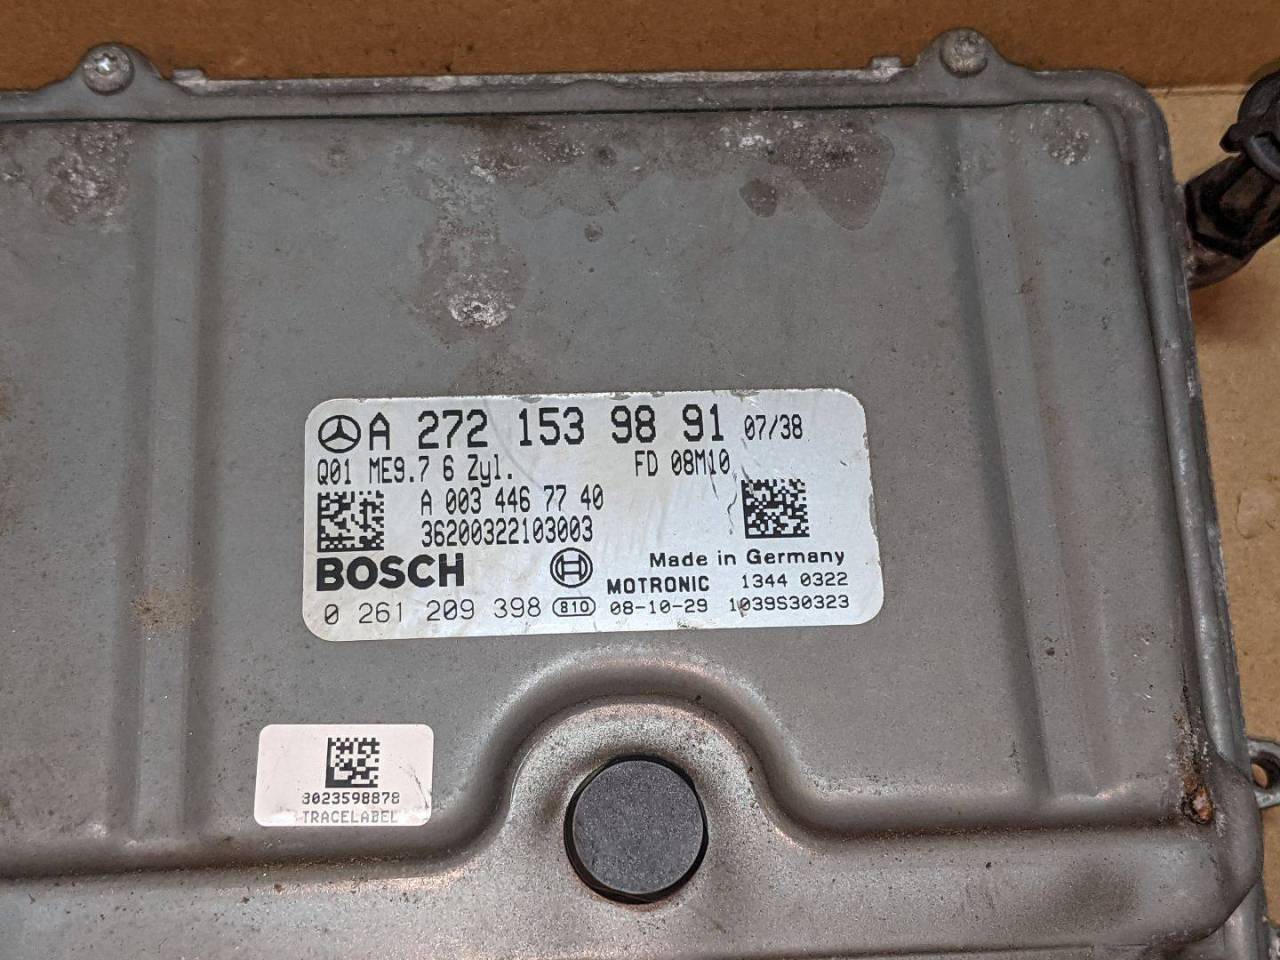 A 272 153 98 91 07/38
Q01 ME9.7 6 Zyl. FD 08M10
A 003 446 77 40
36200322103003
BOSCH Made in Germany
MOTRONIC 1344 0322
0 261 209 398 810 08-10-29 1039S30323
3023598878
TRACELABEL